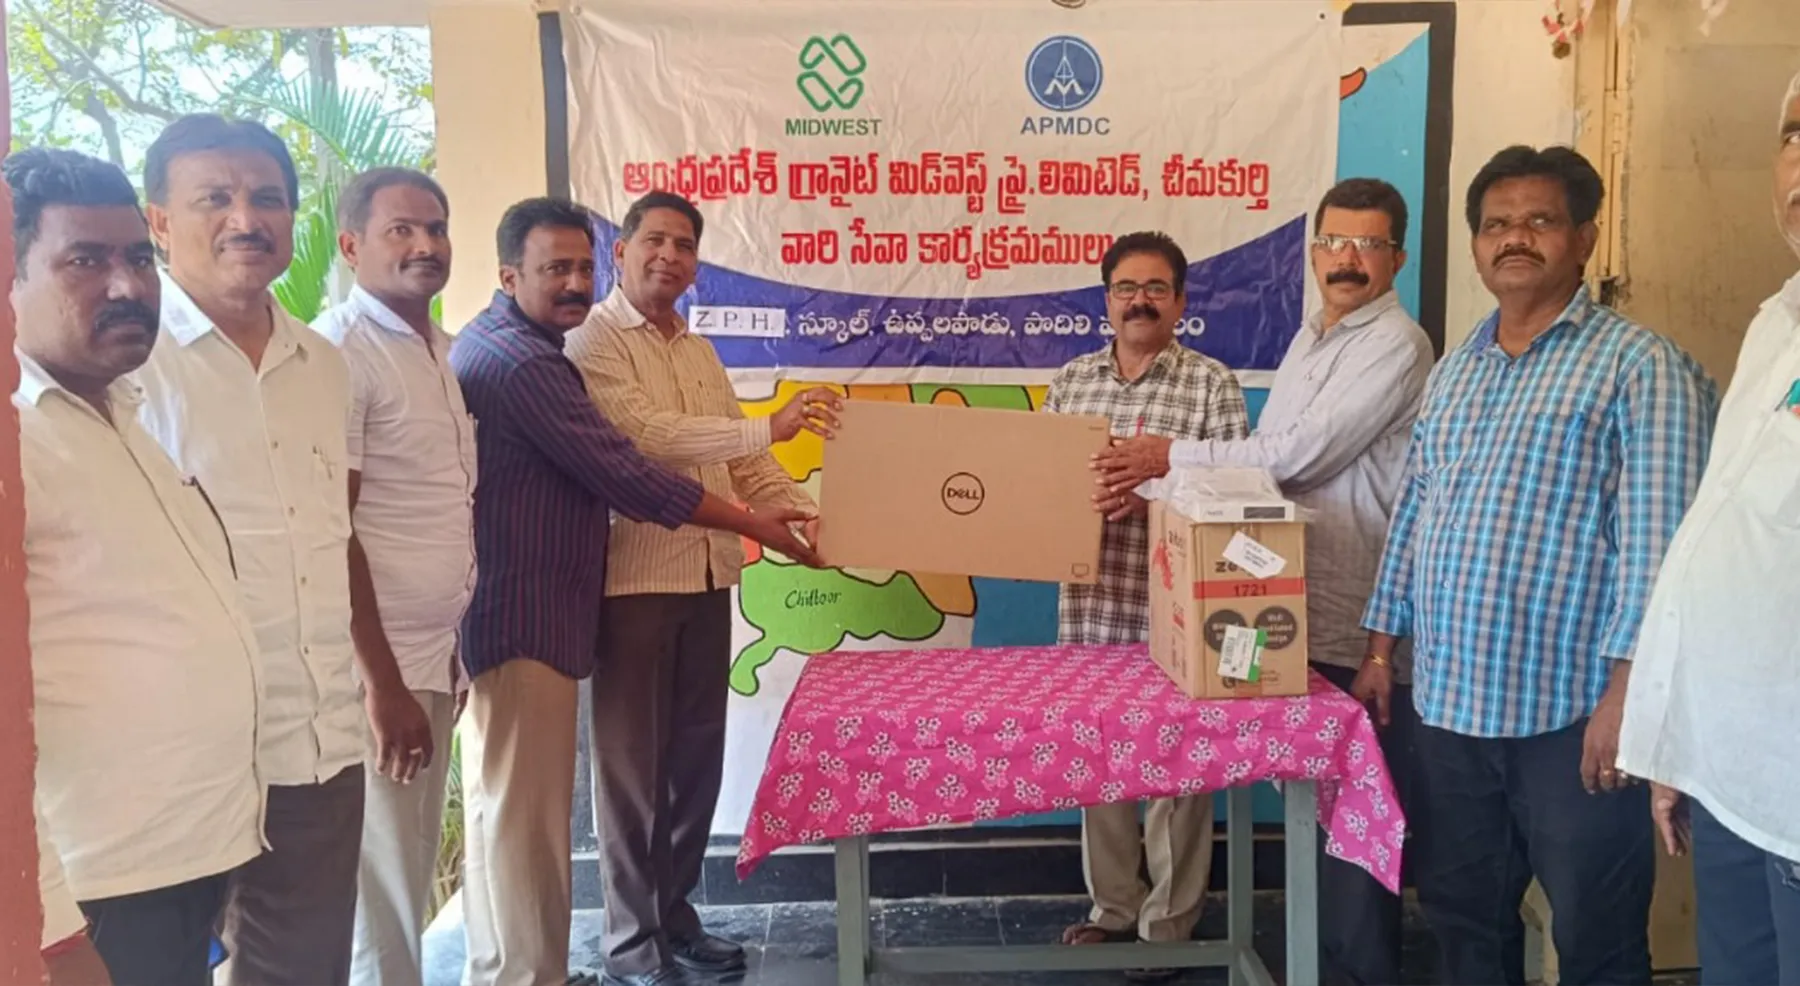 MIDWEST
APMDC
ఆంధ్రప్రదేశ్ గ్రానైట్ మిడ్‌వెస్ట్ ప్రై.లిమిటెడ్, చీమకుర్తి
వారి సేవా కార్యక్రమములు
Z. P. H. స్కూల్, ఉప్పలపాడు, పొదిలి
DELL
Chittoor
1721